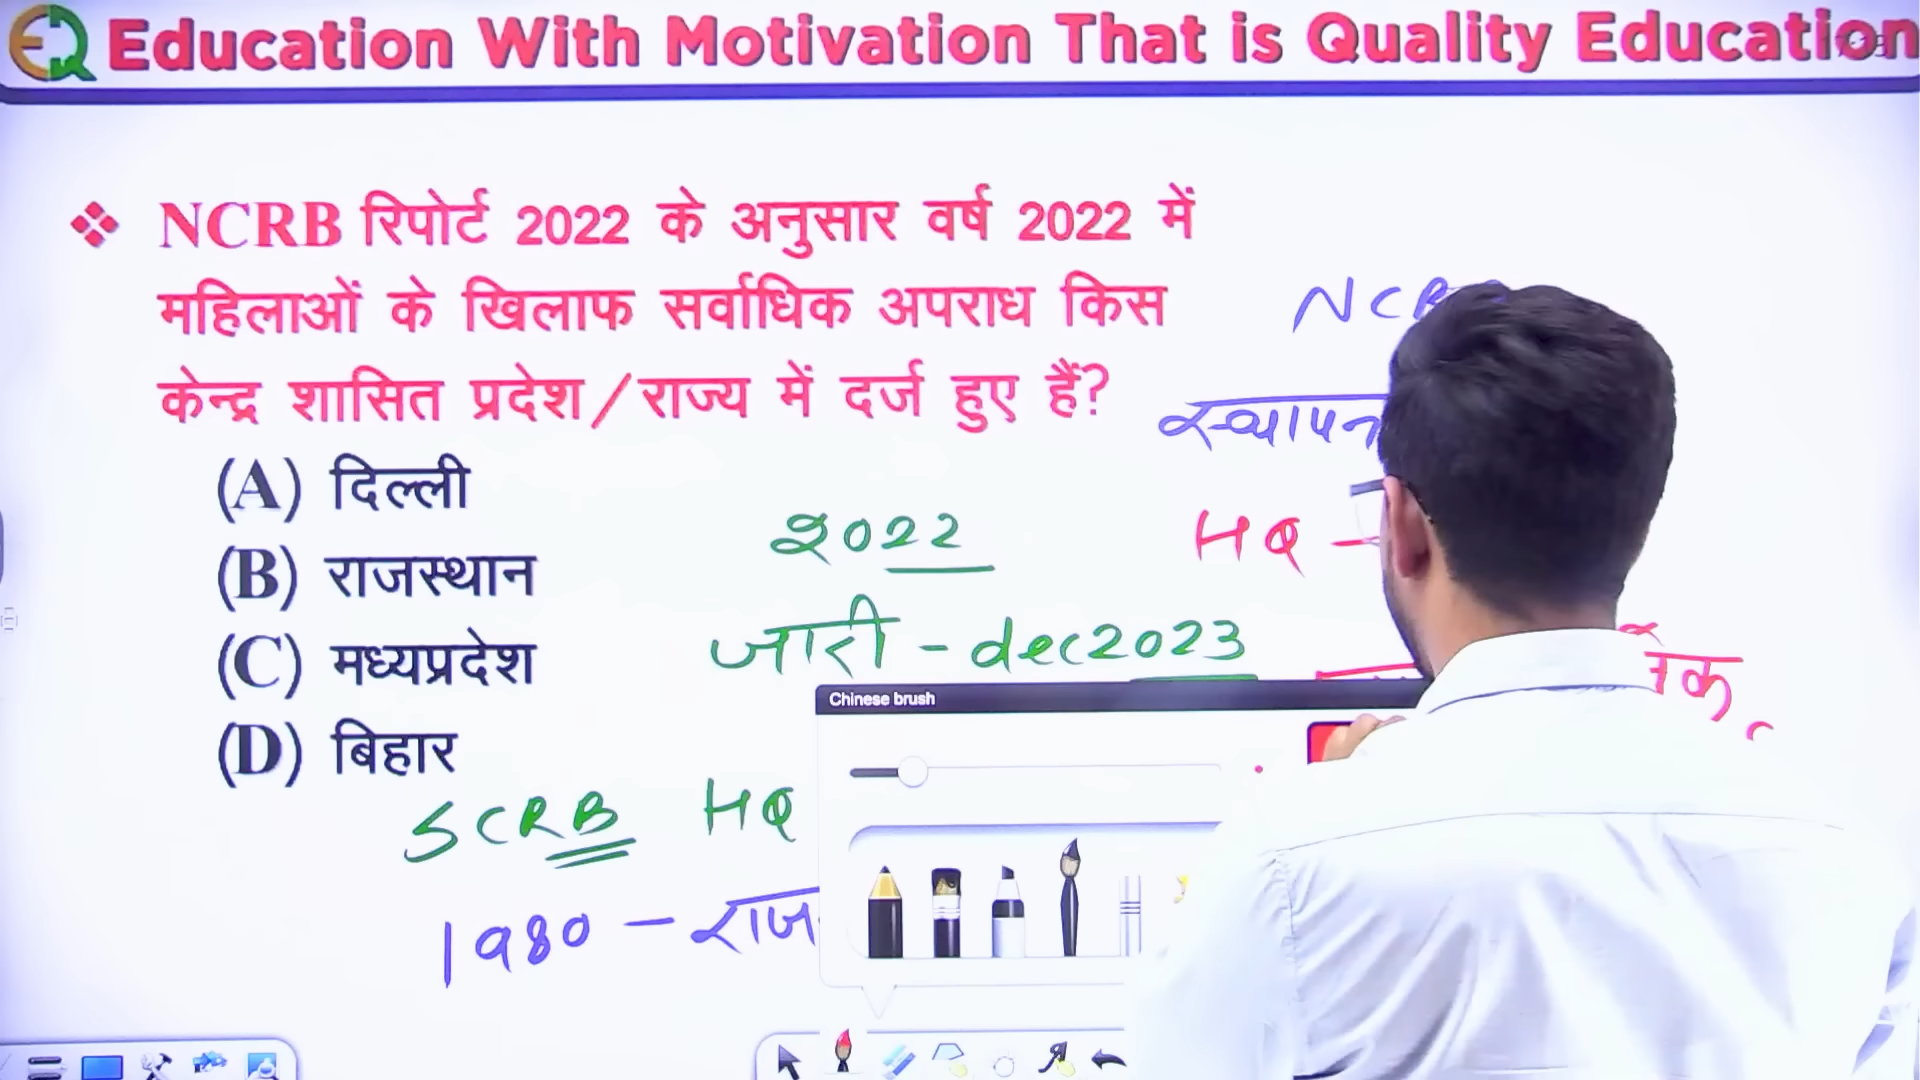 Education With Motivation That is Quality Education
NCRB रिपोर्ट 2022 के अनुसार वर्ष 2022 में
महिलाओं के खिलाफ सर्वाधिक अपराध किस
केन्द्र शासित प्रदेश/राज्य में दर्ज हुए हैं?
(A) दिल्ली
(B) राजस्थान
(C) मध्यप्रदेश
(D) बिहार
2022
जारी - dec2023
HQ -
SCRB HQ
1980 -
Chinese brush